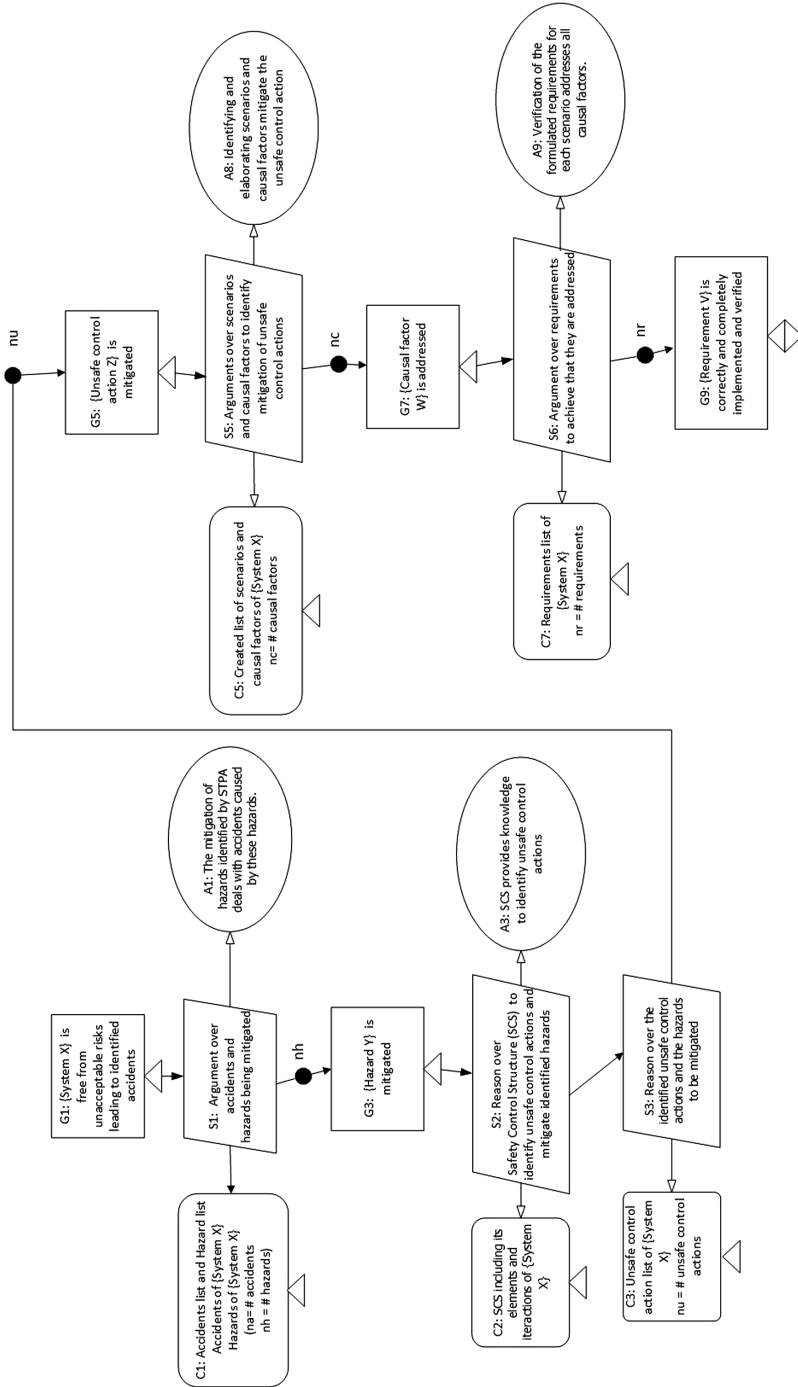 G1: {System X} is
free from
unacceptable risks
leading to identified
accidents
C1: Accidents list and Hazard list
Accidents of {System X}
Hazards of {System X}
(na= # accidents
nh = # hazards)
S1: Argument over
accidents and
hazards being mitigated
A1: The mitigation of
hazards identified by STPA
deals with accidents caused
by these hazards.
nh
G3: {Hazard Y} is
mitigated
C2: SCS including its
elements and
iteractions of {System
X}
S2: Reason over
Safety Control Structure (SCS) to
identify unsafe control actions and
mitigate identified hazards
A3: SCS provides knowledge
to identify unsafe control
actions
C3: Unsafe control
action list of {System
X}
nu = # unsafe control
actions
S3: Reason over the
identified unsafe control
actions and the hazards
to be mitigated
nu
G5: {Unsafe control
action Z} is
mitigated
C5: Created list of scenarios and
causal factors of {System X}
nc= # causal factors
S5: Arguments over scenarios
and causal factors to identify
mitigation of unsafe
control actions
A8: Identifying and
elaborating scenarios and
causal factors mitigate the
unsafe control action
nc
G7: {Causal factor
W} is addressed
C7: Requirements list of
{System X}
nr = # requirements
S6: Argument over requirements
to achieve that they are addressed
A9: Verification of the
formulated requirements for
each scenario addresses all
causal factors.
nr
G9: {Requirement V} is
correctly and completely
implemented and verified